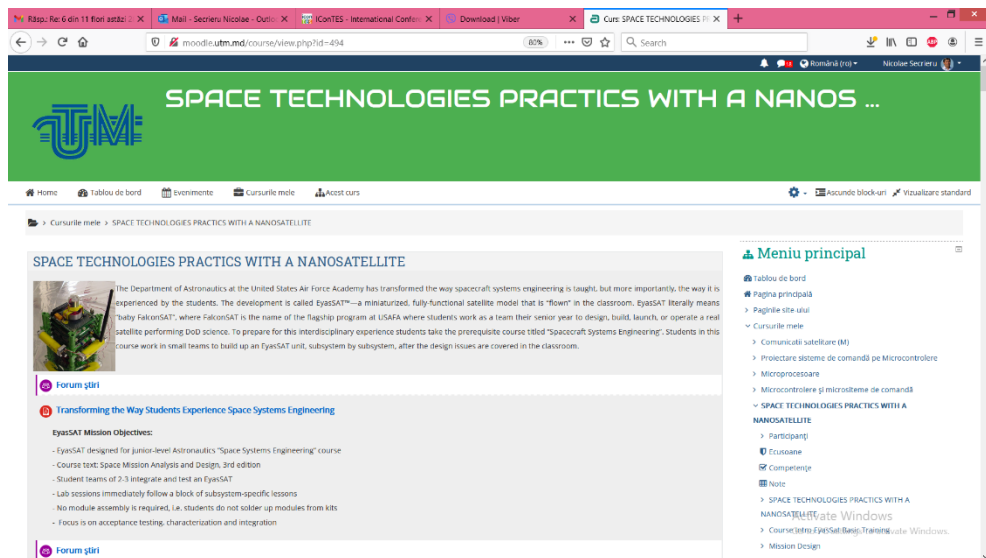 Răsp.: Re: 6 din 11 flori astăzi
Mail - Secrieru Nicolae - Outloo
IConTES - International Confere
Download | Viber
Curs: SPACE TECHNOLOGIES PR
moodle.utm.md/course/view.php?id=494
80%
Search
Română (ro)
Nicolae Secrieru
UTM
SPACE TECHNOLOGIES PRACTICS WITH A NANOS ...
Home
Tablou de bord
Evenimente
Cursurile mele
Acest curs
Ascunde block-uri
Vizualizare standard
> Cursurile mele > SPACE TECHNOLOGIES PRACTICS WITH A NANOSATELLITE
SPACE TECHNOLOGIES PRACTICS WITH A NANOSATELLITE
The Department of Astronautics at the United States Air Force Academy has transformed the way spacecraft systems engineering is taught, but more importantly, the way it is
experienced by the students. The development is called EyasSAT™—a miniaturized, fully-functional satellite model that is "flown" in the classroom. EyasSAT literally means
"baby FalconSAT", where FalconSAT is the name of the flagship program at USAFA where students work as a team their senior year to design, build, launch, or operate a real
satellite performing DoD science. To prepare for this interdisciplinary experience students take the prerequisite course titled "Spacecraft Systems Engineering". Students in this
course work in small teams to build up an EyasSAT unit, subsystem by subsystem, after the design issues are covered in the classroom.
Forum știri
Transforming the Way Students Experience Space Systems Engineering
EyasSAT Mission Objectives:
- EyasSAT designed for junior-level Astronautics "Space Systems Engineering" course
- Course text: Space Mission Analysis and Design, 3rd edition
- Student teams of 2-3 integrate and test an EyasSAT
- Lab sessions immediately follow a block of subsystem-specific lessons
- No module assembly is required, i.e. students do not solder up modules from kits
- Focus is on acceptance testing, characterization and integration
Forum știri
Meniu principal
Tablou de bord
Pagina principală
> Paginile site-ului
Cursurile mele
> Comunicatii satelitare (M)
> Proiectare sisteme de comandă pe Microcontrolere
> Microprocesoare
> Microcontrolere și microsisteme de comandă
SPACE TECHNOLOGIES PRACTICS WITH A
NANOSATELLITE
> Participanți
Ecusoane
Competențe
Note
> SPACE TECHNOLOGIES PRACTICS WITH A
NANOSATELLITE
Activate Windows
> Course Intro EyasSat Basic Training
> Mission Design